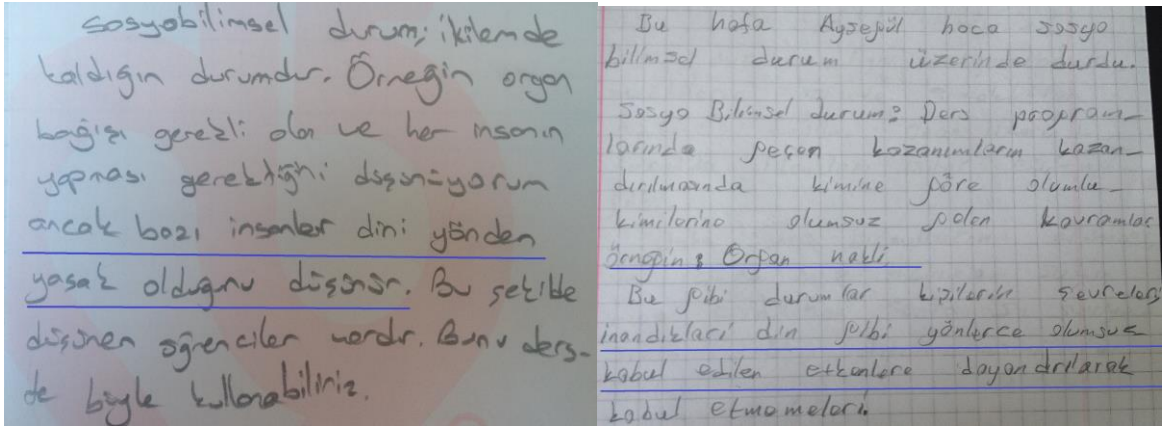 sosyobilimsel durum; ikilemde
kaldığın durumdur. Örneğin organ
bağışı gerekli olan ve her insanın
yapması gerektiğini düşünüyorum
ancak bazı insanlar dini yönden
yasak olduğunu düşünür. Bu şekilde
düşünen öğrenciler vardır. Bunu ders-
de böyle kullanabiliriz.
Bu hafa Ayşegül hoca sosyo
bilimsel durum üzerinde durdu.
Sosyo Bilimsel durum: Ders program-
larında geçen kazanımların kazan-
dırılmasında kimine göre olumlu
kimilerine olumsuz gelen kavramlar
örneğin: Organ nakli.
Bu gibi durumlar kişilerin
inandıkları din gibi yönlerce olumsuz
kabul edilen etkenlere dayandırılarak
kabul etmemeleri.